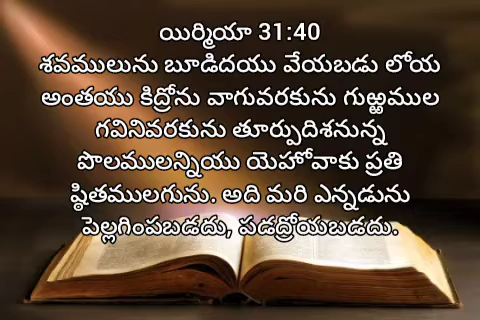 యిర్మియా 31:40
శవములును బూడిదయు వేయబడు లోయ
అంతయు కిద్రోను వాగువరకును గుఱ్ఱముల
గవినివరకును తూర్పుదిశనున్న
పొలములన్నియు యెహోవాకు ప్రతి
ష్ఠితములగును. అది మరి ఎన్నడును
పెల్లగింపబడదు, పడద్రోయబడదు.